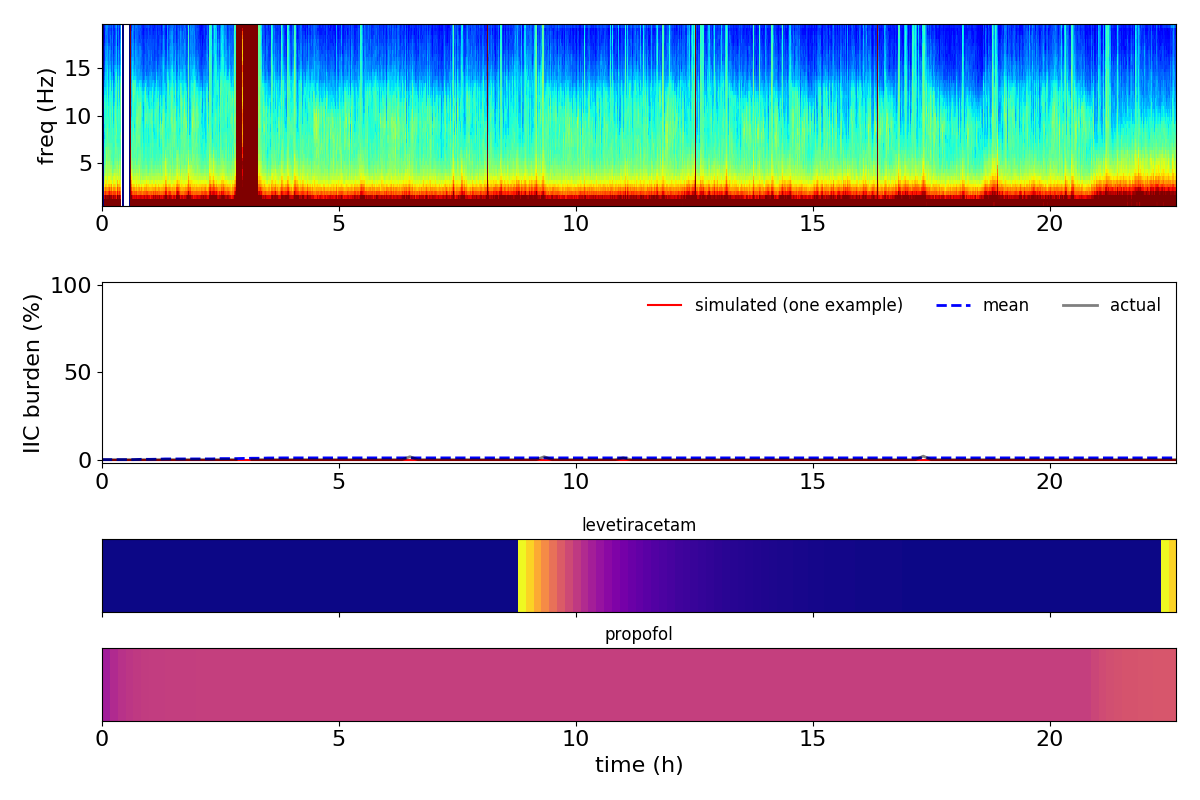 freq (Hz)
15
10
5
0 5 10 15 20
IIC burden (%)
100
50
0
simulated (one example) mean actual
0 5 10 15 20
levetiracetam
propofol
0 5 10 15 20
time (h)